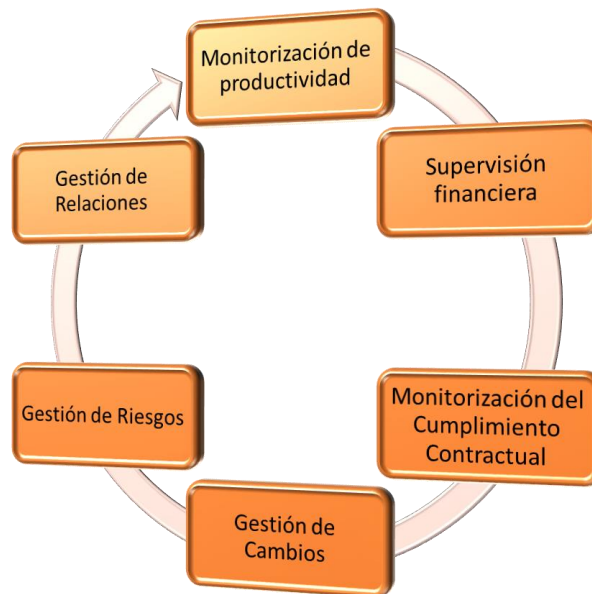 Monitorización de
productividad
Supervisión
financiera
Monitorización del
Cumplimiento
Contractual
Gestión de
Cambios
Gestión de Riesgos
Gestión de
Relaciones